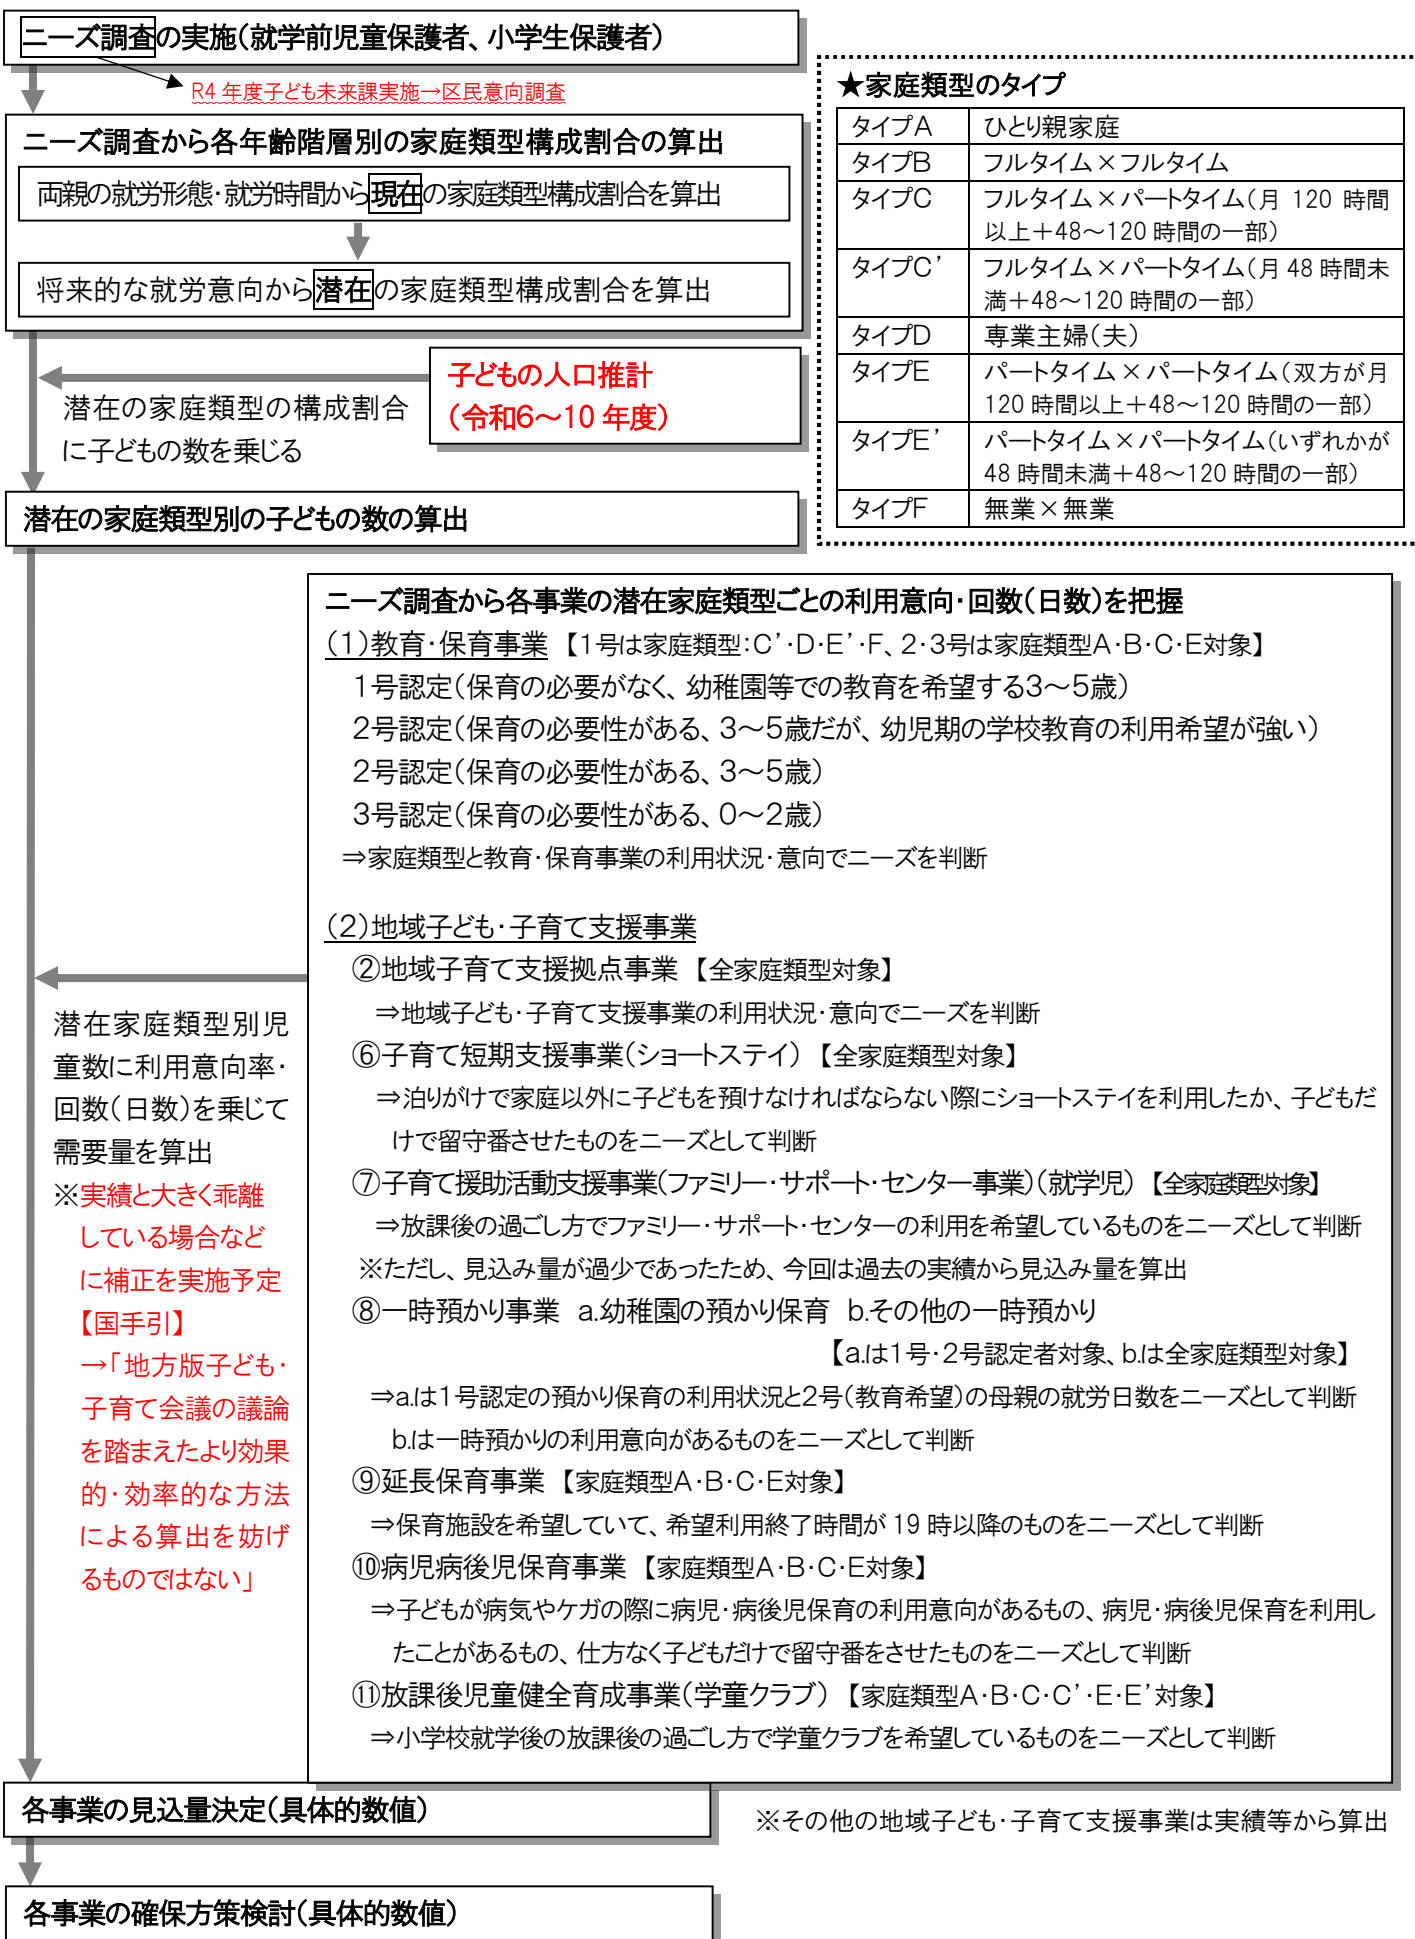 ニーズ調査の実施（就学前児童保護者、小学生保護者）
R4 年度子ども未来課実施→区民意向調査
ニーズ調査から各年齢階層別の家庭類型構成割合の算出
両親の就労形態・就労時間から現在の家庭類型構成割合を算出
将来的な就労意向から潜在の家庭類型構成割合を算出
子どもの人口推計
（令和6～10 年度）
潜在の家庭類型の構成割合
に子どもの数を乗じる
潜在の家庭類型別の子どもの数の算出
★家庭類型のタイプ
タイプA ひとり親家庭
タイプB フルタイム×フルタイム
タイプC フルタイム×パートタイム（月 120 時間
以上＋48～120 時間の一部）
タイプC’ フルタイム×パートタイム（月 48 時間未
満＋48～120 時間の一部）
タイプD 専業主婦（夫）
タイプE パートタイム×パートタイム（双方が月
120 時間以上＋48～120 時間の一部）
タイプE’ パートタイム×パートタイム（いずれかが
48 時間未満＋48～120 時間の一部）
タイプF 無業×無業
ニーズ調査から各事業の潜在家庭類型ごとの利用意向・回数（日数）を把握
（1）教育・保育事業 【1号は家庭類型：C’・D・E’・F、2・3号は家庭類型A・B・C・E対象】
1号認定（保育の必要がなく、幼稚園等での教育を希望する3～5歳）
2号認定（保育の必要性がある、3～5歳だが、幼児期の学校教育の利用希望が強い）
2号認定（保育の必要性がある、3～5歳）
3号認定（保育の必要性がある、0～2歳）
⇒家庭類型と教育・保育事業の利用状況・意向でニーズを判断
（2）地域子ども・子育て支援事業
②地域子育て支援拠点事業 【全家庭類型対象】
⇒地域子ども・子育て支援事業の利用状況・意向でニーズを判断
⑥子育て短期支援事業（ショートステイ） 【全家庭類型対象】
⇒泊りがけで家庭以外に子どもを預けなければならない際にショートステイを利用したか、子どもだ
けで留守番させたものをニーズとして判断
⑦子育て援助活動支援事業（ファミリー・サポート・センター事業）（就学児） 【全家庭類型対象】
⇒放課後の過ごし方でファミリー・サポート・センターの利用を希望しているものをニーズとして判断
※ただし、見込み量が過少であったため、今回は過去の実績から見込み量を算出
⑧一時預かり事業 a.幼稚園の預かり保育 b.その他の一時預かり
【a.は1号・2号認定者対象、b.は全家庭類型対象】
⇒a.は1号認定の預かり保育の利用状況と2号（教育希望）の母親の就労日数をニーズとして判断
b.は一時預かりの利用意向があるものをニーズとして判断
⑨延長保育事業 【家庭類型A・B・C・E対象】
⇒保育施設を希望していて、希望利用終了時間が 19 時以降のものをニーズとして判断
⑩病児病後児保育事業 【家庭類型A・B・C・E対象】
⇒子どもが病気やケガの際に病児・病後児保育の利用意向があるもの、病児・病後児保育を利用し
たことがあるもの、仕方なく子どもだけで留守番をさせたものをニーズとして判断
⑪放課後児童健全育成事業（学童クラブ） 【家庭類型A・B・C・C’・E・E’対象】
⇒小学校就学後の放課後の過ごし方で学童クラブを希望しているものをニーズとして判断
潜在家庭類型別児
童数に利用意向率・
回数（日数）を乗じて
需要量を算出
※実績と大きく乖離
している場合など
に補正を実施予定
【国手引】
→「地方版子ども・
子育て会議の議論
を踏まえたより効果
的・効率的な方法
による算出を妨げ
るものではない」
各事業の見込量決定（具体的数値）
※その他の地域子ども・子育て支援事業は実績等から算出
各事業の確保方策検討（具体的数値）